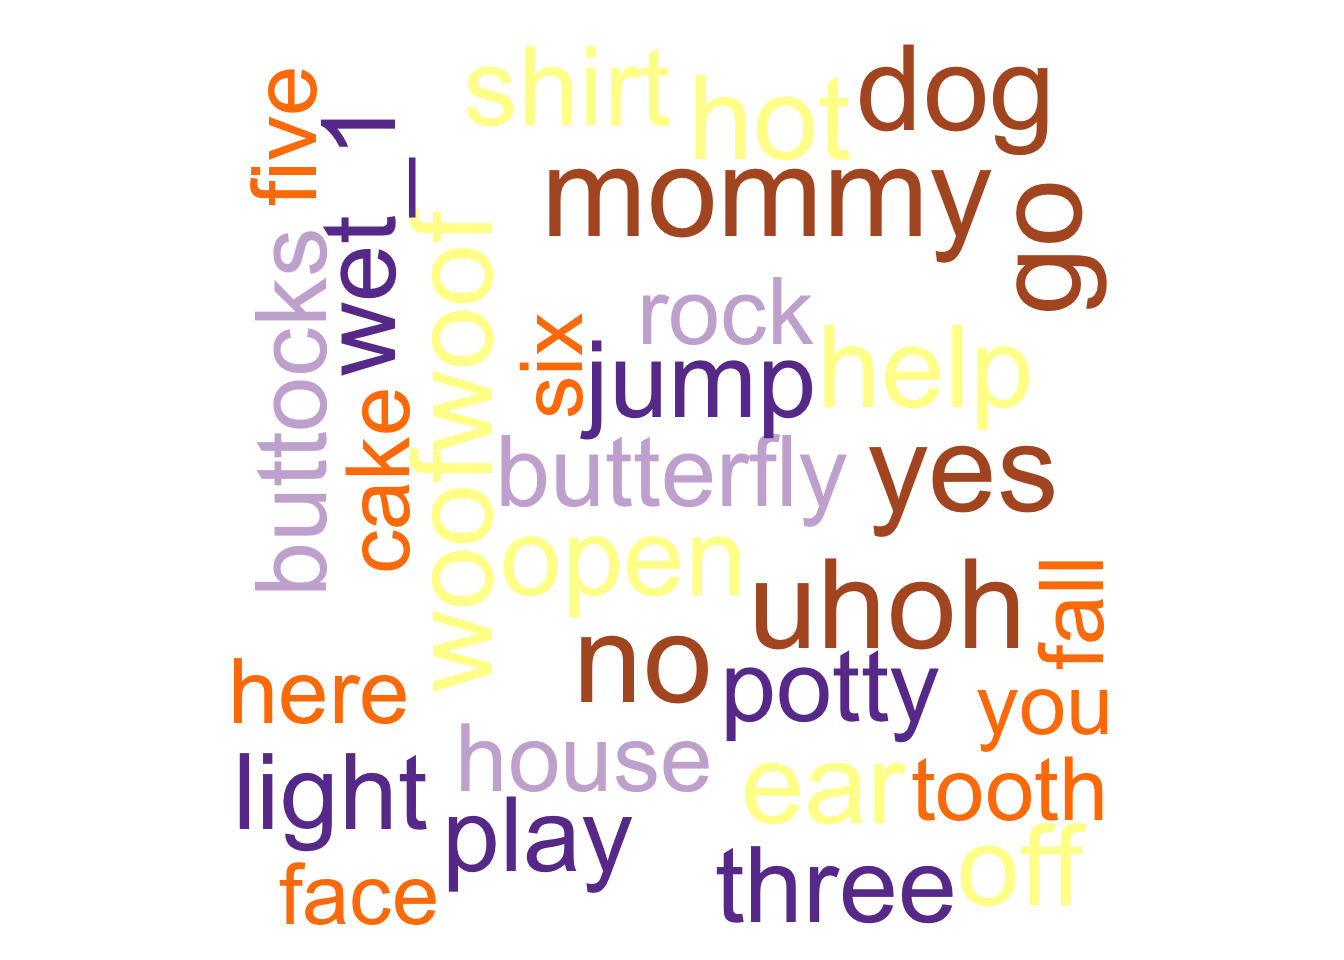 shirt
hot
dog
five
wet_1
mommy
go
buttocks
woofwoof
rock
six
jump
help
cake
butterfly
yes
open
uhoh
fall
no
potty
here
you
house
light
ear
tooth
play
three
off
face